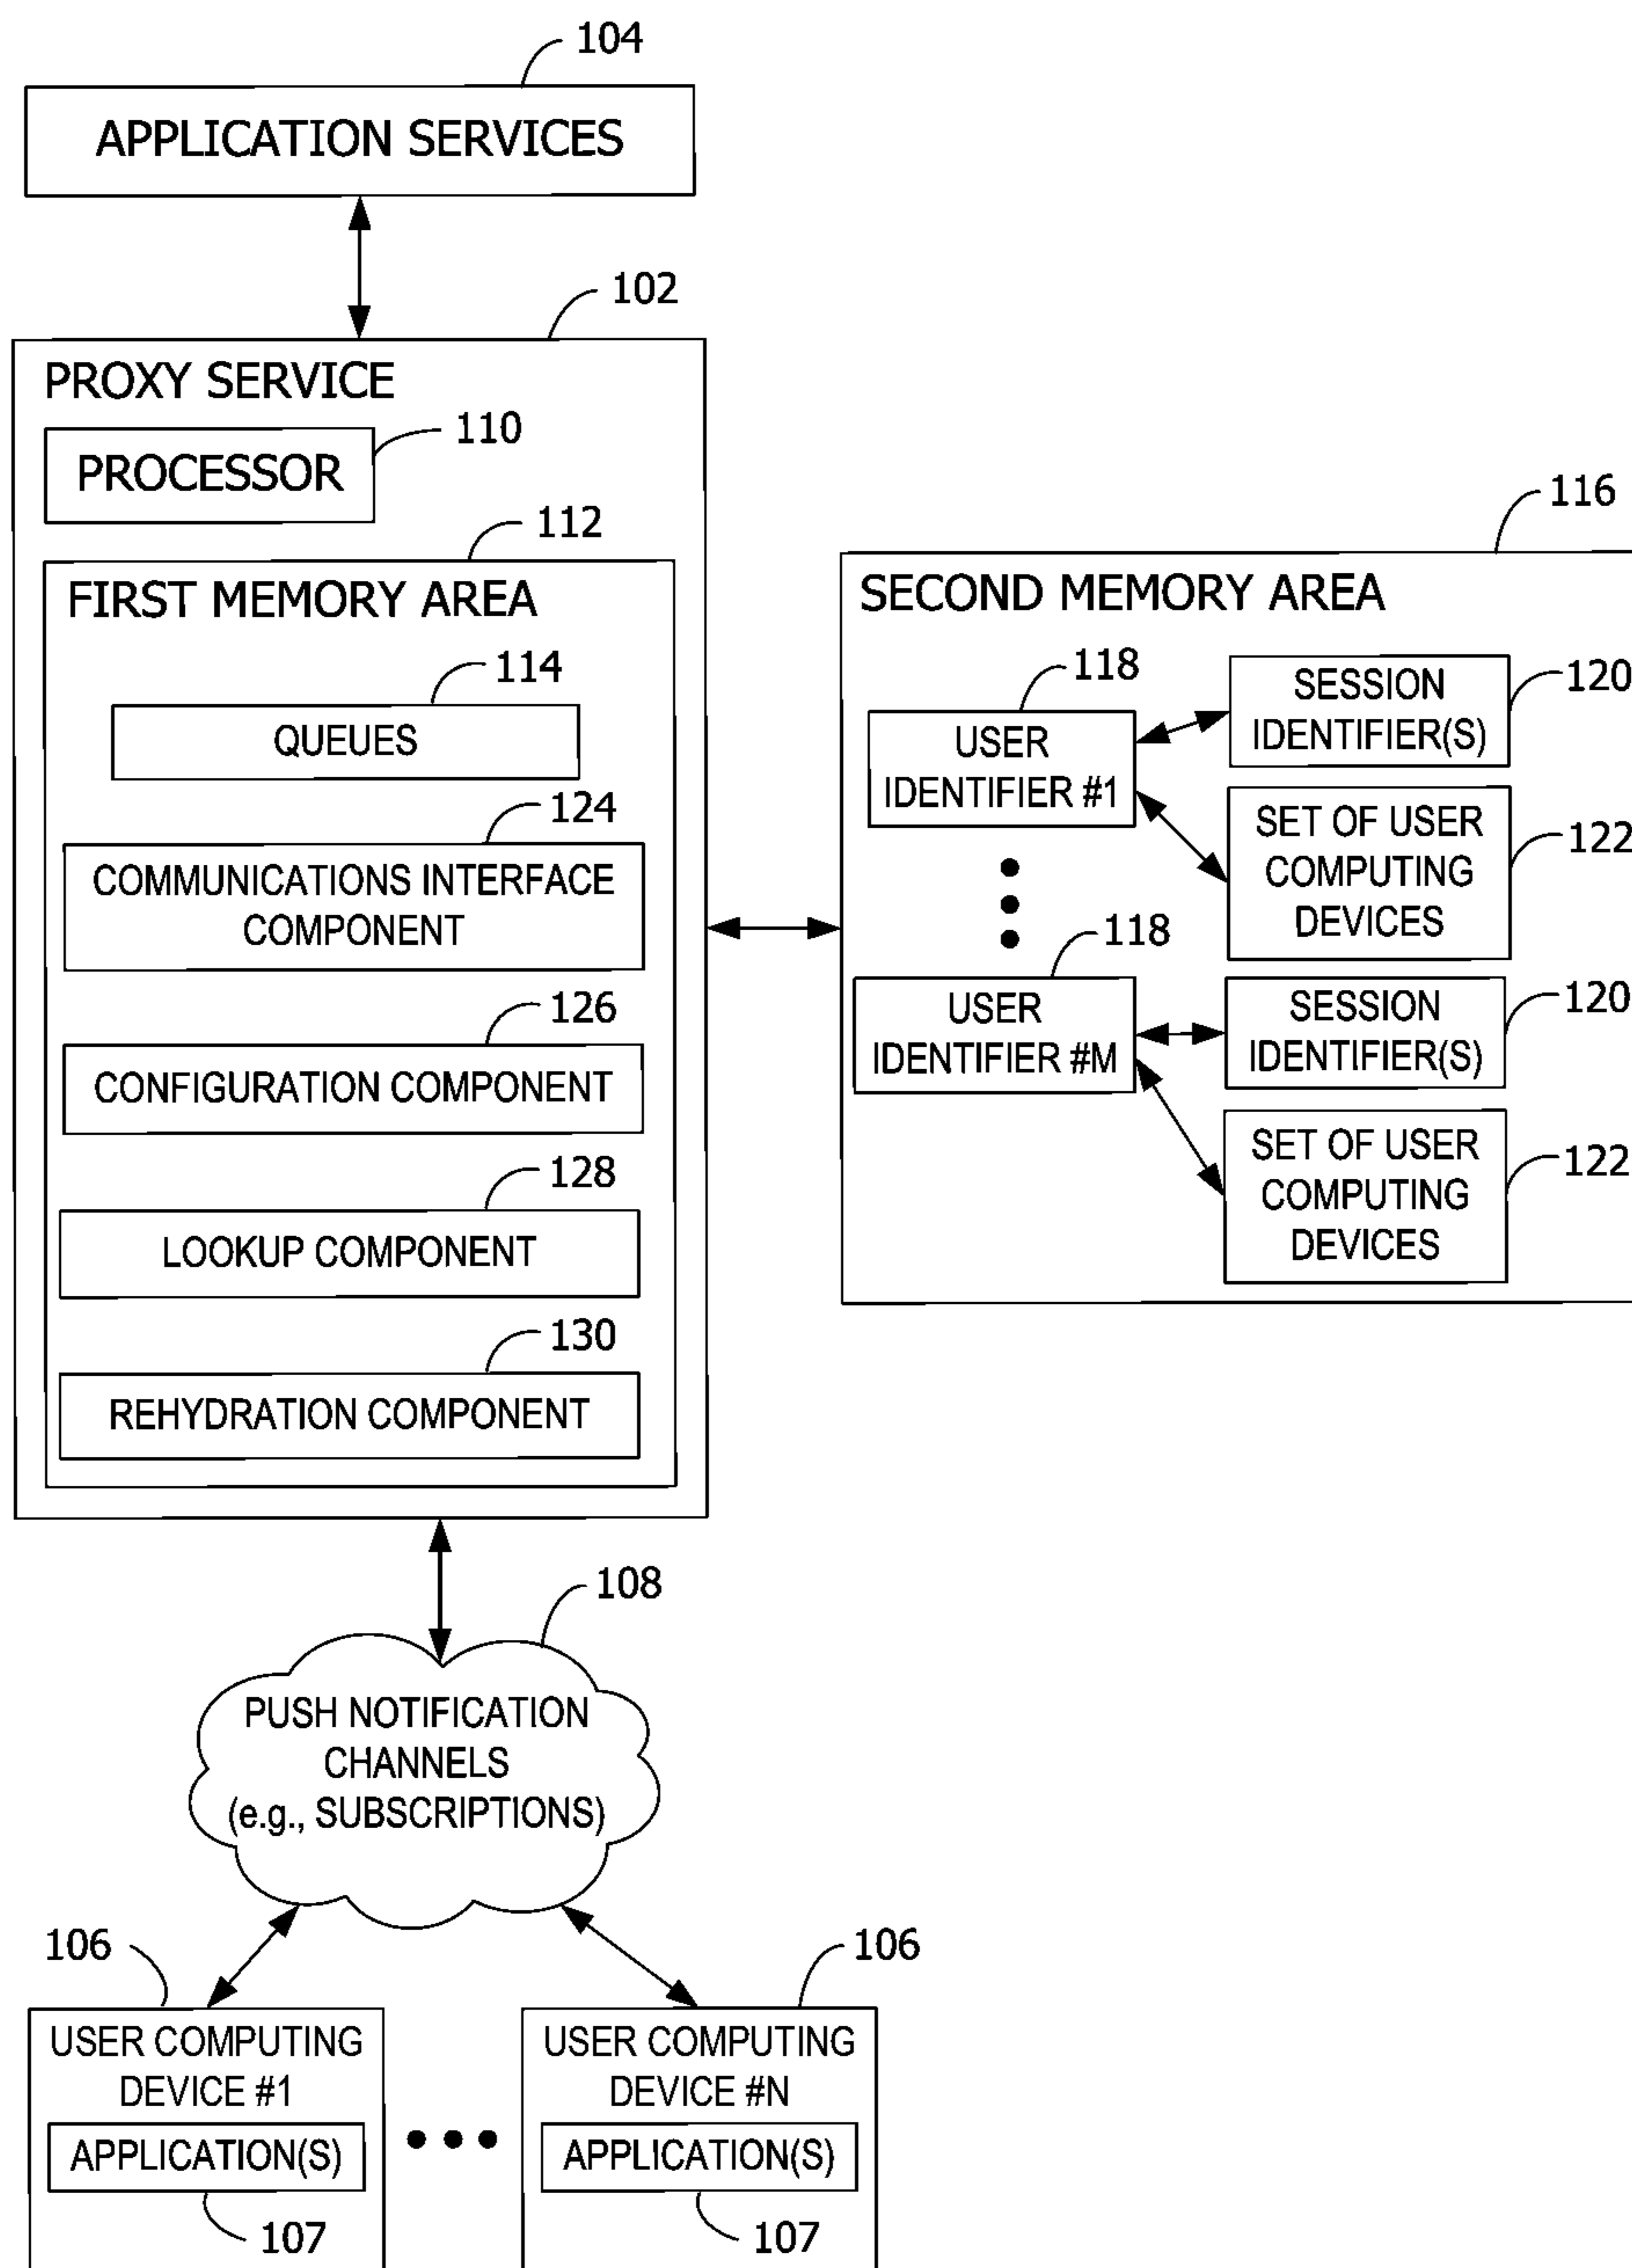 104
APPLICATION SERVICES
102
PROXY SERVICE
110
PROCESSOR
112
FIRST MEMORY AREA
114
QUEUES
124
COMMUNICATIONS INTERFACE
COMPONENT
126
CONFIGURATION COMPONENT
128
LOOKUP COMPONENT
130
REHYDRATION COMPONENT
116
SECOND MEMORY AREA
118
USER
IDENTIFIER #1
SESSION
IDENTIFIER(S)
120
SET OF USER
COMPUTING
DEVICES
122
118
USER
IDENTIFIER #M
SESSION
IDENTIFIER(S)
120
SET OF USER
COMPUTING
DEVICES
122
108
PUSH NOTIFICATION
CHANNELS
(e.g., SUBSCRIPTIONS)
106
USER COMPUTING
DEVICE #1
APPLICATION(S)
107
106
USER COMPUTING
DEVICE #N
APPLICATION(S)
107